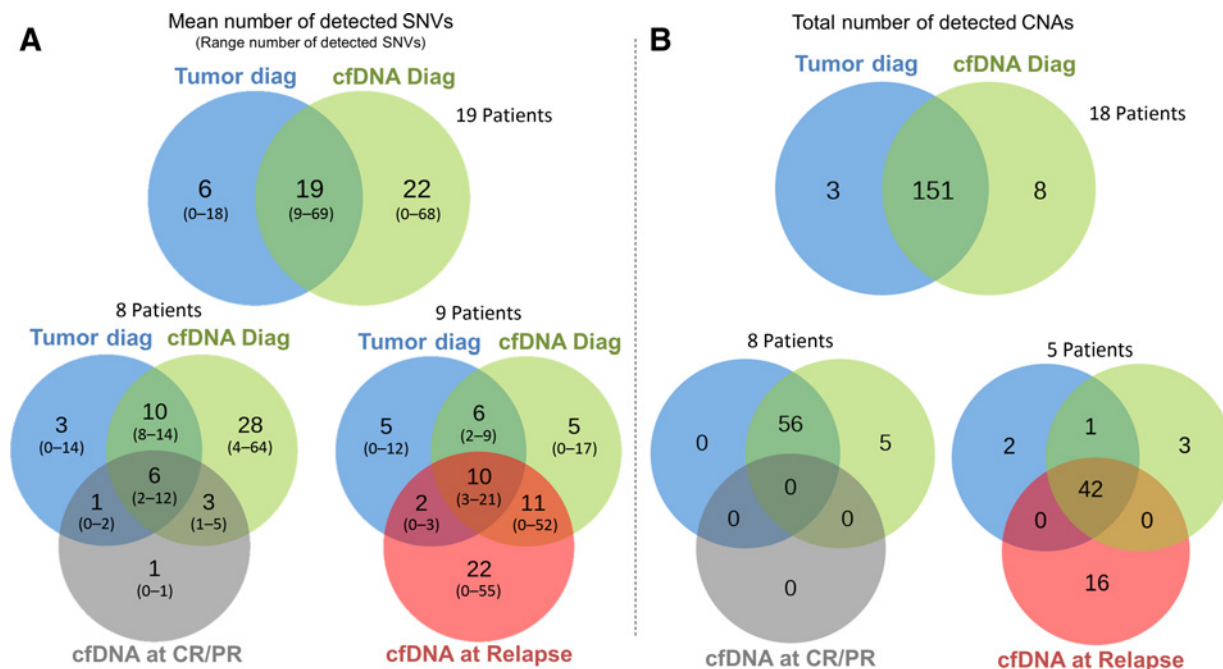 A
Mean number of detected SNVs
(Range number of detected SNVs)
Tumor diag cfDNA Diag
19 Patients
6 19 22
(0–18) (9–69) (0–68)
8 Patients
Tumor diag cfDNA Diag
3 10 28
(0–14) (8–14) (4–64)
6
(2–12)
1 3
(0–2) (1–5)
1
(0–1)
cfDNA at CR/PR
9 Patients
Tumor diag cfDNA Diag
5 6 5
(0–12) (2–9) (0–17)
10
(3–21)
2 11
(0–3) (0–52)
22
(0–55)
cfDNA at Relapse
B
Total number of detected CNAs
Tumor diag cfDNA Diag
18 Patients
3 151 8
8 Patients
0 56 5
0
0 0
0
cfDNA at CR/PR
5 Patients
2 1 3
42
0 0
16
cfDNA at Relapse